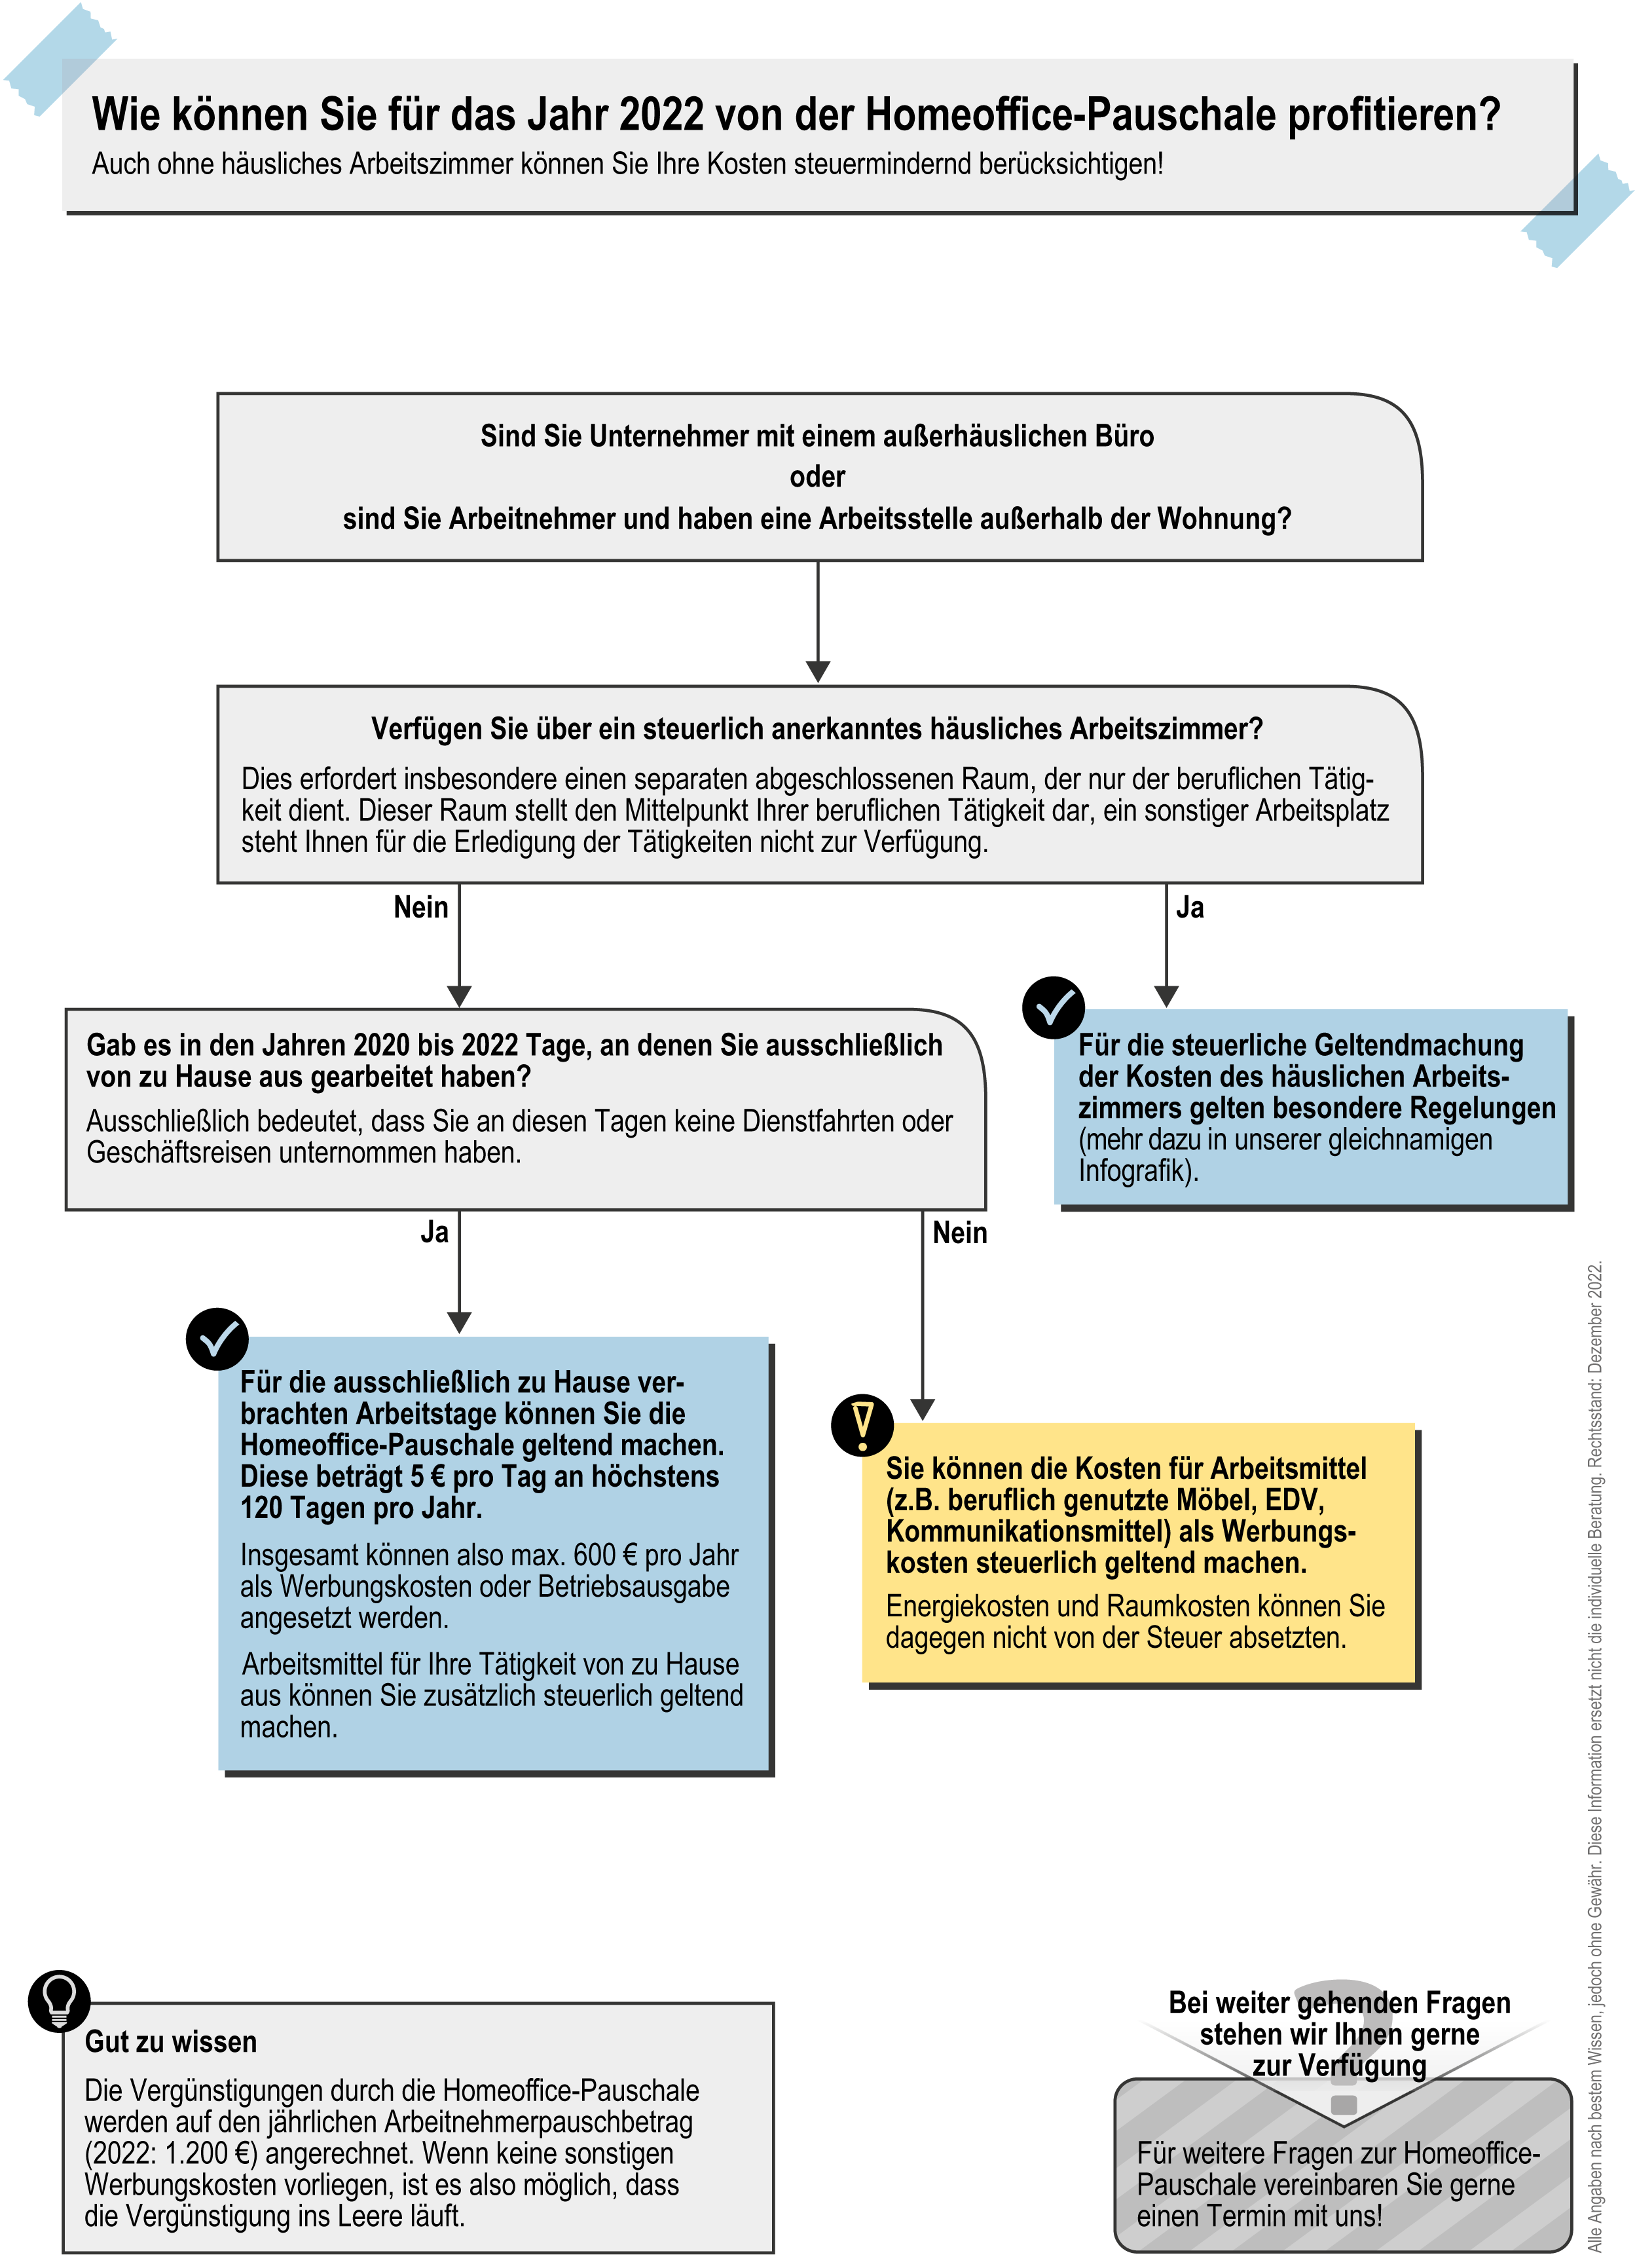 Wie können Sie für das Jahr 2022 von der Homeoffice-Pauschale profitieren?
Auch ohne häusliches Arbeitszimmer können Sie Ihre Kosten steuermindernd berücksichtigen!
Sind Sie Unternehmer mit einem außerhäuslichen Büro
oder
sind Sie Arbeitnehmer und haben eine Arbeitsstelle außerhalb der Wohnung?
Verfügen Sie über ein steuerlich anerkanntes häusliches Arbeitszimmer?
Dies erfordert insbesondere einen separaten abgeschlossenen Raum, der nur der beruflichen Tätig-
keit dient. Dieser Raum stellt den Mittelpunkt Ihrer beruflichen Tätigkeit dar, ein sonstiger Arbeitsplatz
steht Ihnen für die Erledigung der Tätigkeiten nicht zur Verfügung.
Nein
Ja
Gab es in den Jahren 2020 bis 2022 Tage, an denen Sie ausschließlich
von zu Hause aus gearbeitet haben?
Ausschließlich bedeutet, dass Sie an diesen Tagen keine Dienstfahrten oder
Geschäftsreisen unternommen haben.
Für die steuerliche Geltendmachung
der Kosten des häuslichen Arbeits-
zimmers gelten besondere Regelungen
(mehr dazu in unserer gleichnamigen
Infografik).
Ja
Nein
Für die ausschließlich zu Hause ver-
brachten Arbeitstage können Sie die
Homeoffice-Pauschale geltend machen.
Diese beträgt 5 € pro Tag an höchstens
120 Tagen pro Jahr.
Insgesamt können also max. 600 € pro Jahr
als Werbungskosten oder Betriebsausgabe
angesetzt werden.
Arbeitsmittel für Ihre Tätigkeit von zu Hause
aus können Sie zusätzlich steuerlich geltend
machen.
Sie können die Kosten für Arbeitsmittel
(z.B. beruflich genutzte Möbel, EDV,
Kommunikationsmittel) als Werbungs-
kosten steuerlich geltend machen.
Energiekosten und Raumkosten können Sie
dagegen nicht von der Steuer absetzten.
Gut zu wissen
Die Vergünstigungen durch die Homeoffice-Pauschale
werden auf den jährlichen Arbeitnehmerpauschbetrag
(2022: 1.200 €) angerechnet. Wenn keine sonstigen
Werbungskosten vorliegen, ist es also möglich, dass
die Vergünstigung ins Leere läuft.
?
Bei weiter gehenden Fragen
stehen wir Ihnen gerne
zur Verfügung
Für weitere Fragen zur Homeoffice-
Pauschale vereinbaren Sie gerne
einen Termin mit uns!
Alle Angaben nach bestem Wissen, jedoch ohne Gewähr. Diese Information ersetzt nicht die individuelle Beratung. Rechtsstand: Dezember 2022.